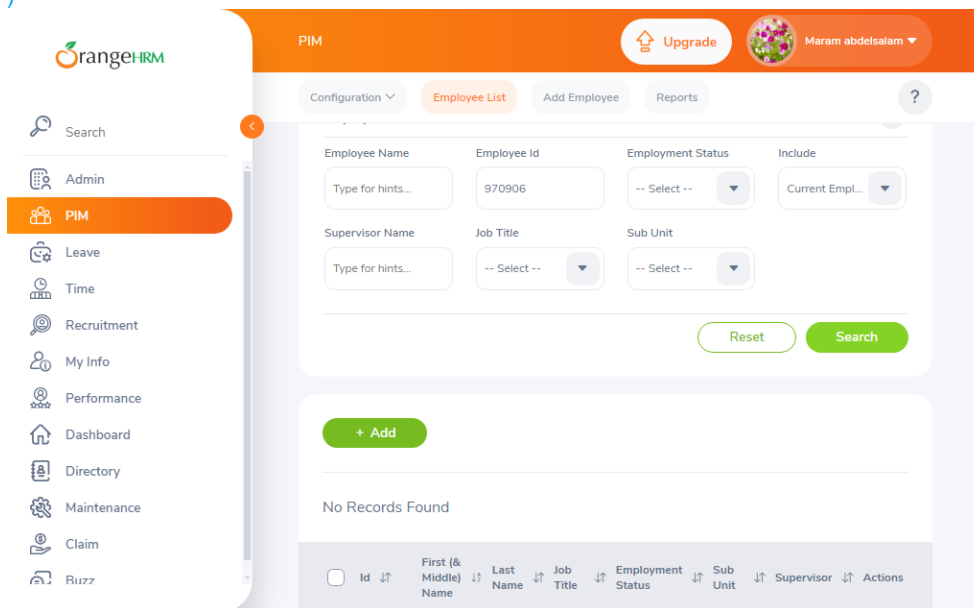 )
OrangeHRM
PIM
Upgrade
Maram abdelsalam
Configuration
Employee List
Add Employee
Reports
?
Search
Admin
PIM
Leave
Time
Recruitment
My Info
Performance
Dashboard
Directory
Maintenance
Claim
Buzz
Employee Name
Employee Id
Employment Status
Include
Type for hints...
970906
-- Select --
Current Empl...
Supervisor Name
Job Title
Sub Unit
Type for hints...
-- Select --
-- Select --
Reset
Search
+ Add
No Records Found
Id
First (&
Middle)
Name
Last
Name
Job
Title
Employment
Status
Sub
Unit
Supervisor
Actions